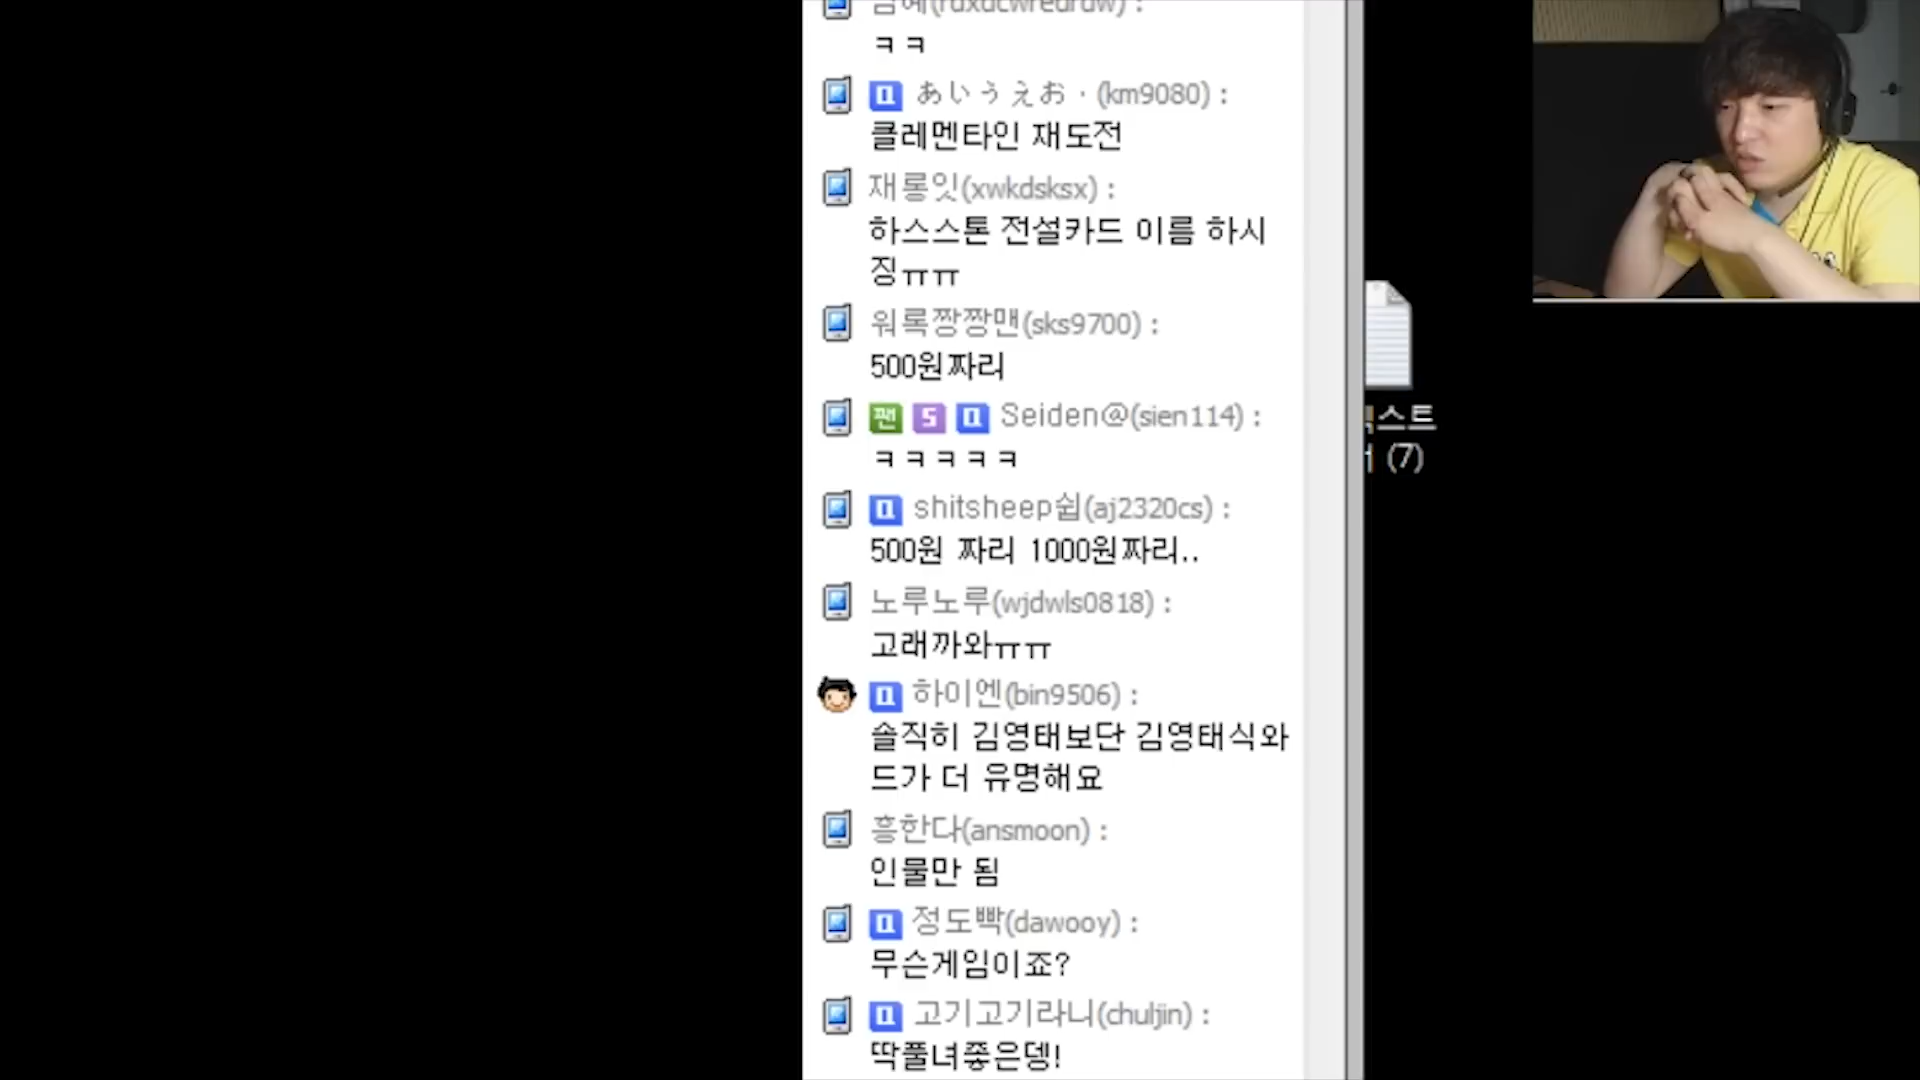 ㅋㅋ
あいうえお·(km9080) :
클레멘타인 재도전
재롱잇(xwkdsksx) :
하스스톤 전설카드 이름 하시
징ㅠㅠ
워록짱짱맨(sks9700) :
500원짜리
팬 S Seiden@(sien114) :
ㅋㅋㅋㅋㅋ
shitsheep쉽(aj2320cs) :
500원 짜리 1000원짜리..
노루노루(wjdwls0818) :
고래까와ㅠㅠ
하이엔(bin9506) :
솔직히 김영태보단 김영태식와
드가 더 유명해요
흥한다(ansmoon) :
인물만 됨
정도빡(dawooy) :
무슨게임이죠?
고기고기라니(chuljin) :
딱풀녀좋은뎅!
스트
(7)